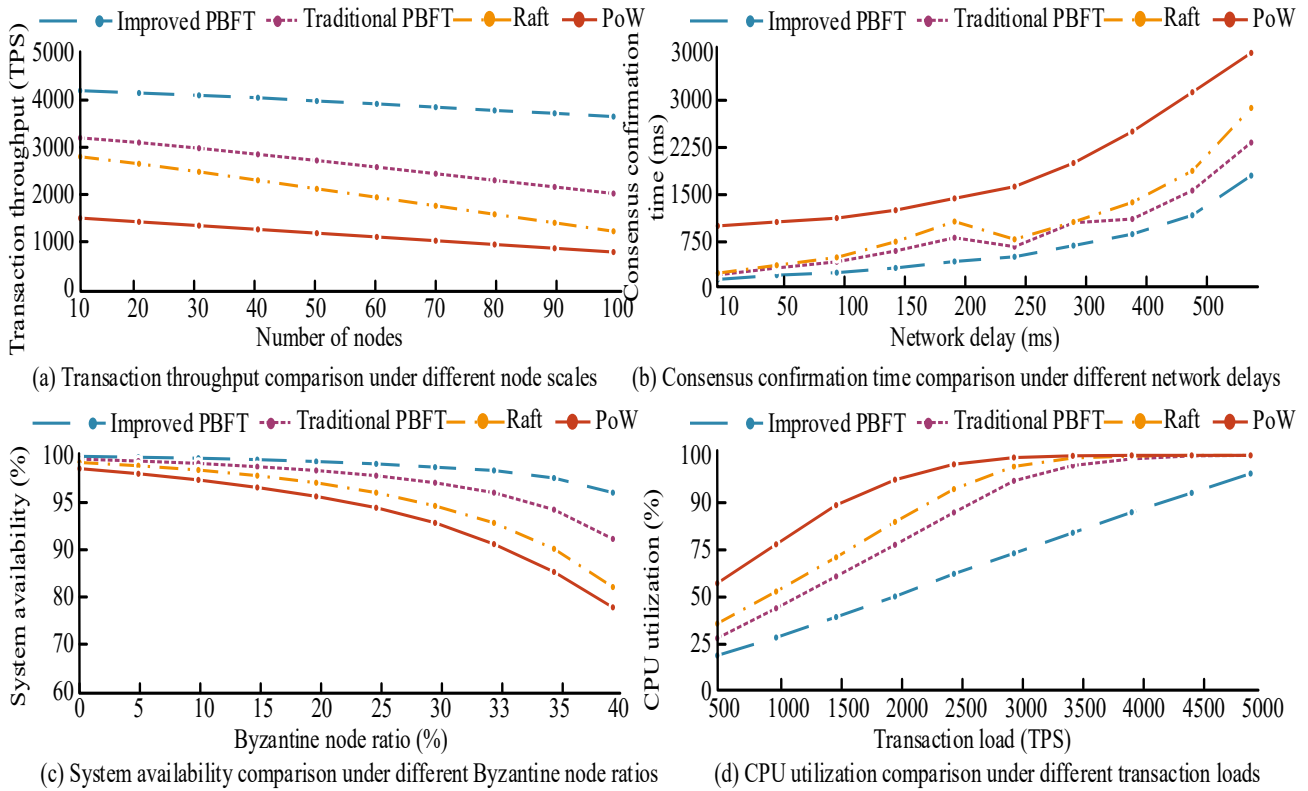 Improved PBFT Traditional PBFT Raft PoW
Transaction throughput (TPS)
5000
4000
3000
2000
1000
0
10 20 30 40 50 60 70 80 90 100
Number of nodes
(a) Transaction throughput comparison under different node scales
Improved PBFT Traditional PBFT Raft PoW
Consensus confirmation
time (ms)
3000
2250
1500
750
0
10 50 100 150 200 240 290 380 400 500
Network delay (ms)
(b) Consensus confirmation time comparison under different network delays
Improved PBFT Traditional PBFT Raft PoW
System availability (%)
100
95
90
80
70
60
0 5 10 15 20 25 30 33 35 40
Byzantine node ratio (%)
(c) System availability comparison under different Byzantine node ratios
Improved PBFT Traditional PBFT Raft PoW
CPU utilization (%)
100
90
75
50
25
0
500 1000 1500 2000 2500 3000 3500 4000 4500 5000
Transaction load (TPS)
(d) CPU utilization comparison under different transaction loads